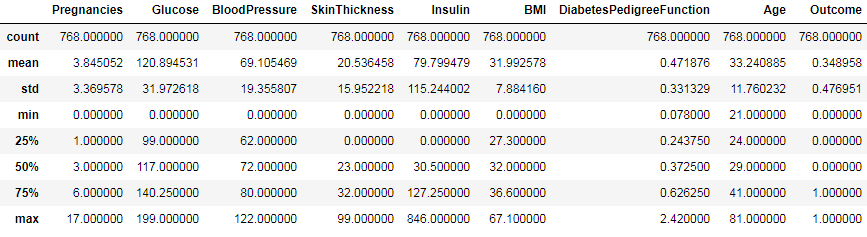 Pregnancies Glucose BloodPressure SkinThickness Insulin BMI DiabetesPedigreeFunction Age Outcome
count 768.000000 768.000000 768.000000 768.000000 768.000000 768.000000 768.000000 768.000000 768.000000
mean 3.845052 120.894531 69.105469 20.536458 79.799479 31.992578 0.471876 33.240885 0.348958
std 3.369578 31.972618 19.355807 15.952218 115.244002 7.884160 0.331329 11.760232 0.476951
min 0.000000 0.000000 0.000000 0.000000 0.000000 0.000000 0.078000 21.000000 0.000000
25% 1.000000 99.000000 62.000000 0.000000 0.000000 27.300000 0.243750 24.000000 0.000000
50% 3.000000 117.000000 72.000000 23.000000 30.500000 32.000000 0.372500 29.000000 0.000000
75% 6.000000 140.250000 80.000000 32.000000 127.250000 36.600000 0.626250 41.000000 1.000000
max 17.000000 199.000000 122.000000 99.000000 846.000000 67.100000 2.420000 81.000000 1.000000